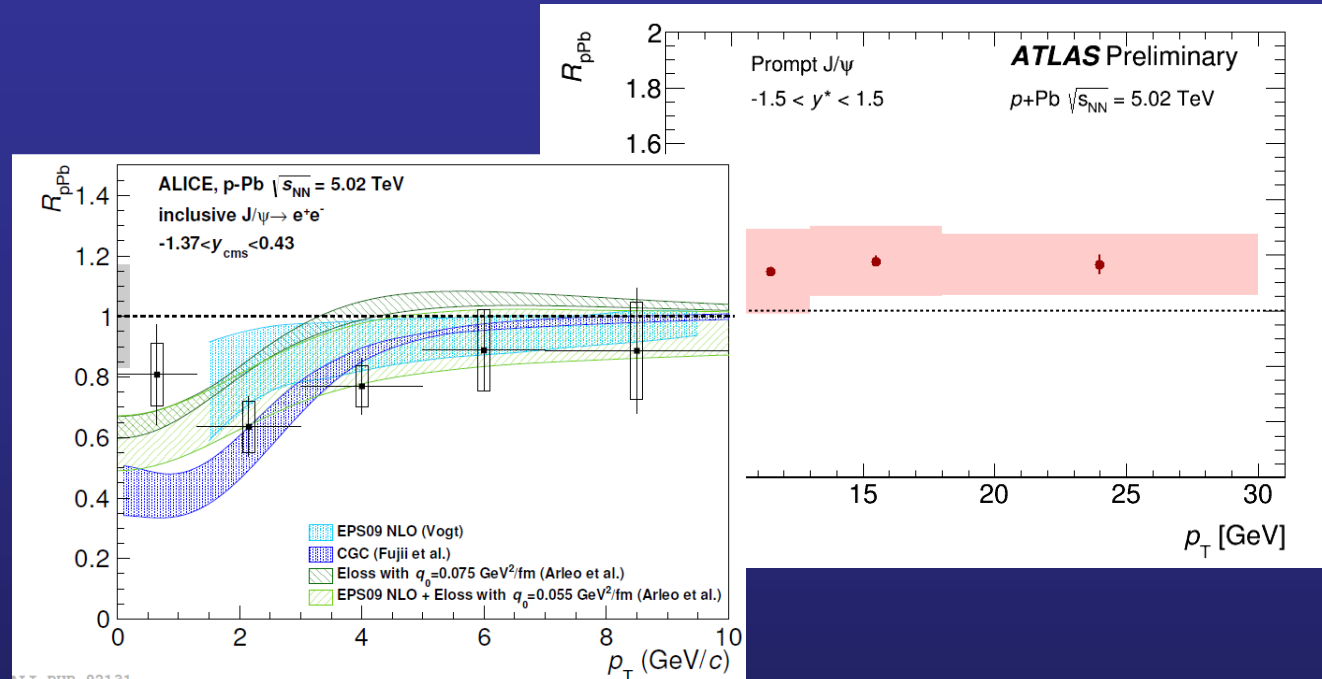 R_pPb
2
1.8
1.6
Prompt J/ψ
-1.5 < y* < 1.5
ATLAS Preliminary
p+Pb √s_NN = 5.02 TeV
15 20 25 30
p_T [GeV]
R_pPb
1.4
1.2
1
0.8
0.6
0.4
0.2
0
ALICE, p-Pb √s_NN = 5.02 TeV
inclusive J/ψ→ e⁺e⁻
-1.37<y_cms<0.43
EPS09 NLO (Vogt)
CGC (Fujii et al.)
Eloss with q_0=0.075 GeV²/fm (Arleo et al.)
EPS09 NLO + Eloss with q_0=0.055 GeV²/fm (Arleo et al.)
0 2 4 6 8 10
p_T (GeV/c)